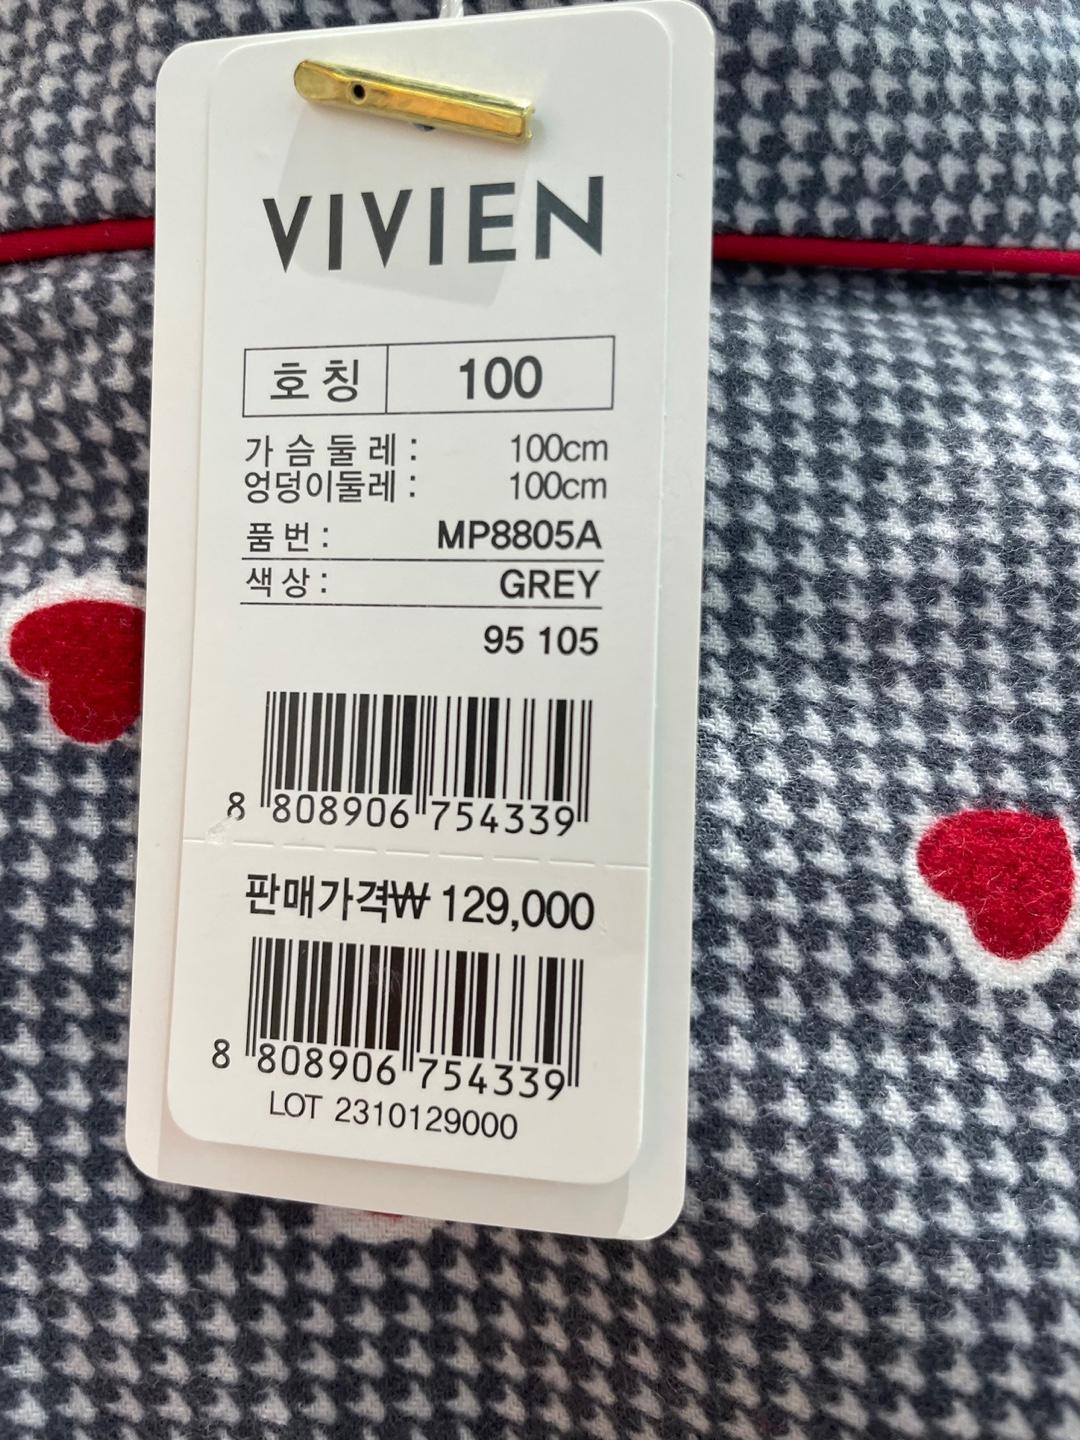 VIVIEN
호칭 100
가슴둘레 : 100cm
엉덩이둘레 : 100cm
품번 : MP8805A
색상 : GREY
95 105
8 808906 754339
판매가격₩ 129,000
8 808906 754339
LOT 2310129000